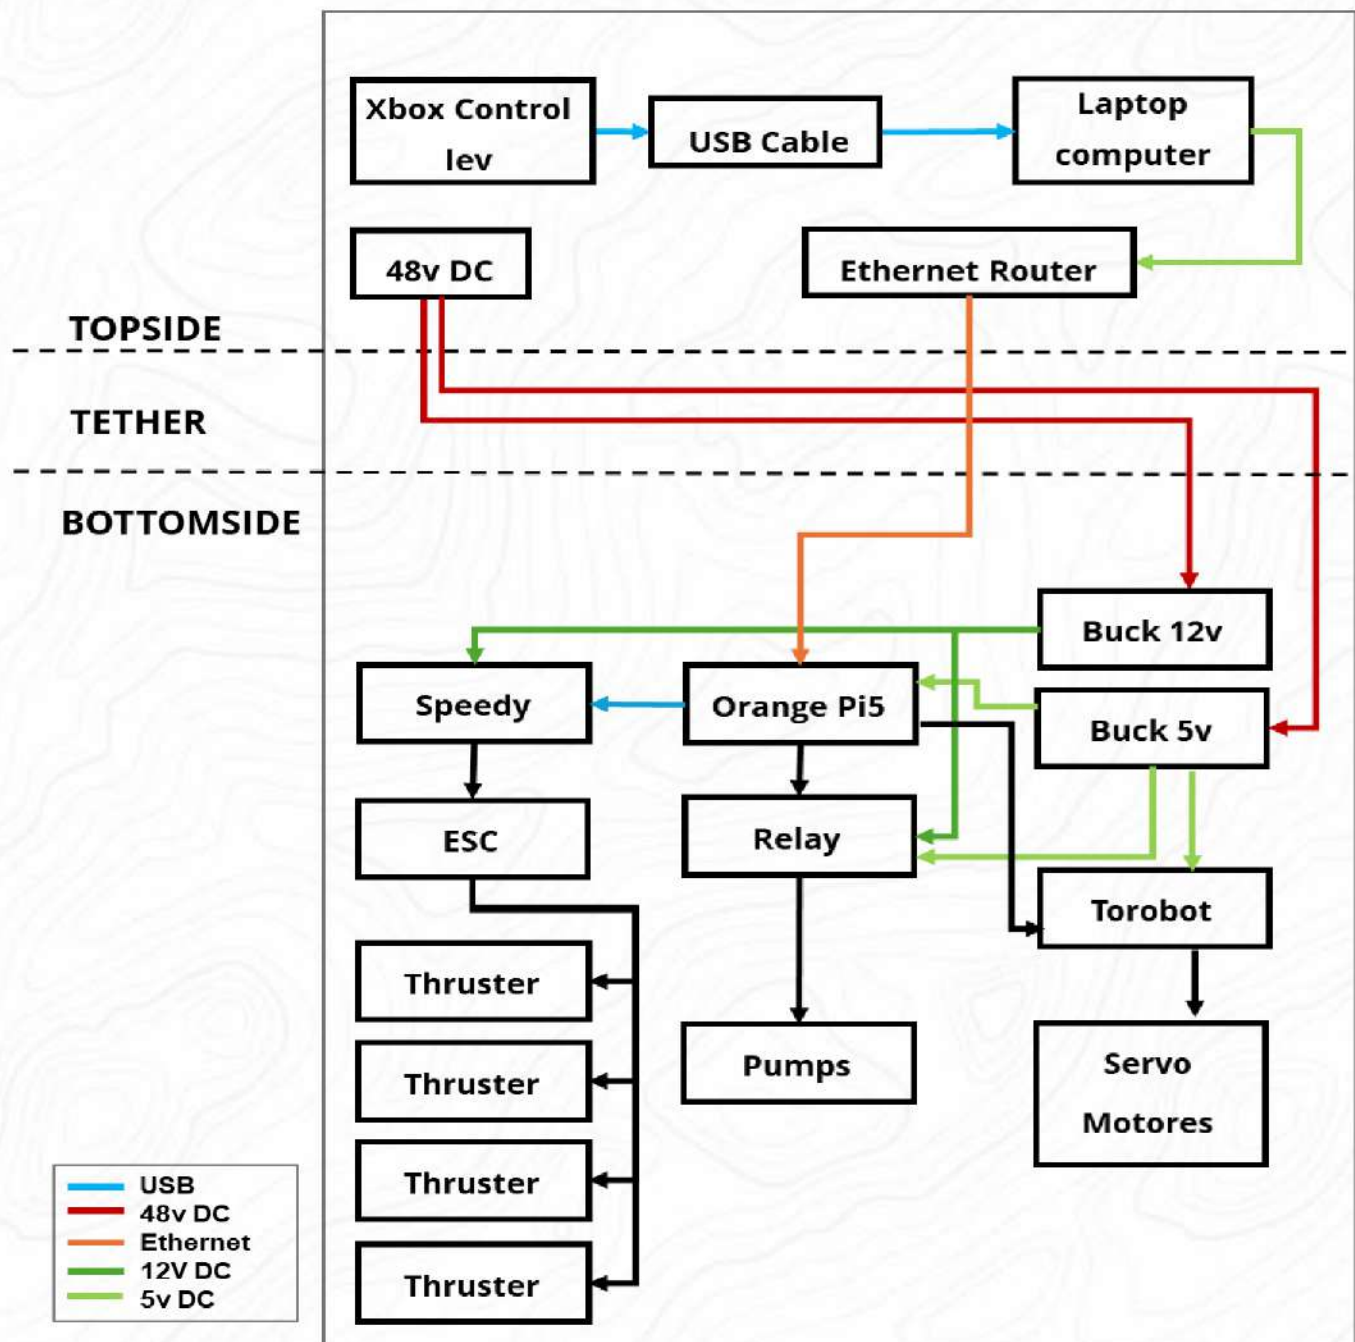 Xbox Control
lev
USB Cable
Laptop
computer
48v DC
Ethernet Router
TOPSIDE
TETHER
BOTTOMSIDE
Buck 12v
Speedy
Orange Pi5
Buck 5v
ESC
Relay
Torobot
Thruster
Thruster
Thruster
Thruster
Pumps
Servo
Motores
USB
48v DC
Ethernet
12V DC
5v DC